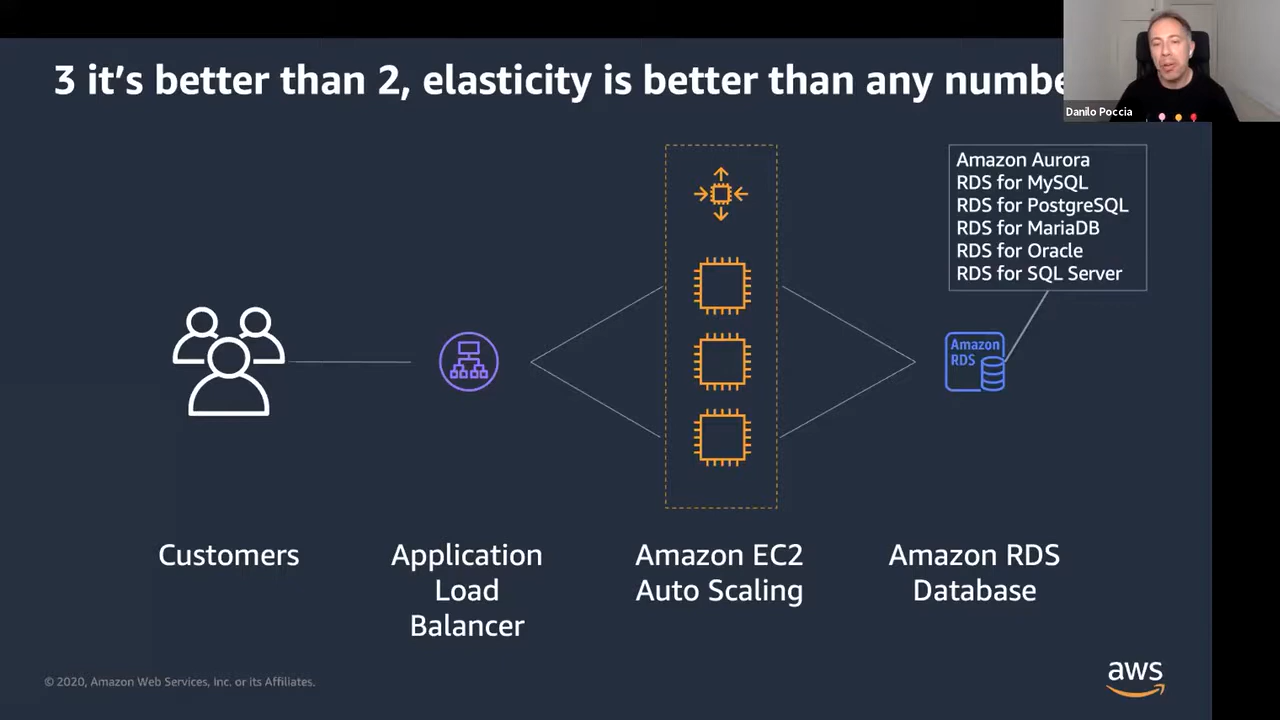 3 it's better than 2, elasticity is better than any numbe
Danilo Poccia
Amazon Aurora
RDS for MySQL
RDS for PostgreSQL
RDS for MariaDB
RDS for Oracle
RDS for SQL Server
Amazon
RDS
Customers
Application
Load
Balancer
Amazon EC2
Auto Scaling
Amazon RDS
Database
© 2020, Amazon Web Services, Inc. or its Affiliates.
aws